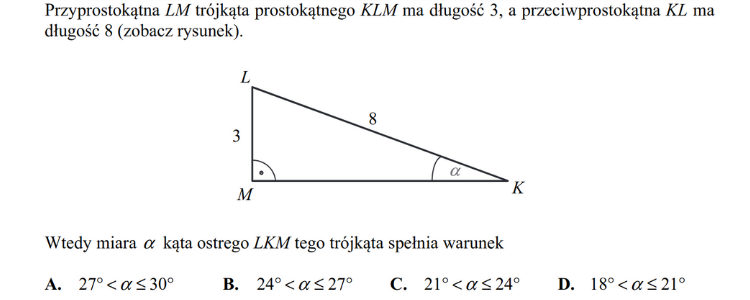 Przyprostokątna LM trójkąta prostokątnego KLM ma długość 3, a przeciwprostokątna KL ma
długość 8 (zobacz rysunek).
L
8
3
α
M
K
Wtedy miara α kąta ostrego LKM tego trójkąta spełnia warunek
A. 27° < α ≤ 30° B. 24° < α ≤ 27° C. 21° < α ≤ 24° D. 18° < α ≤ 21°